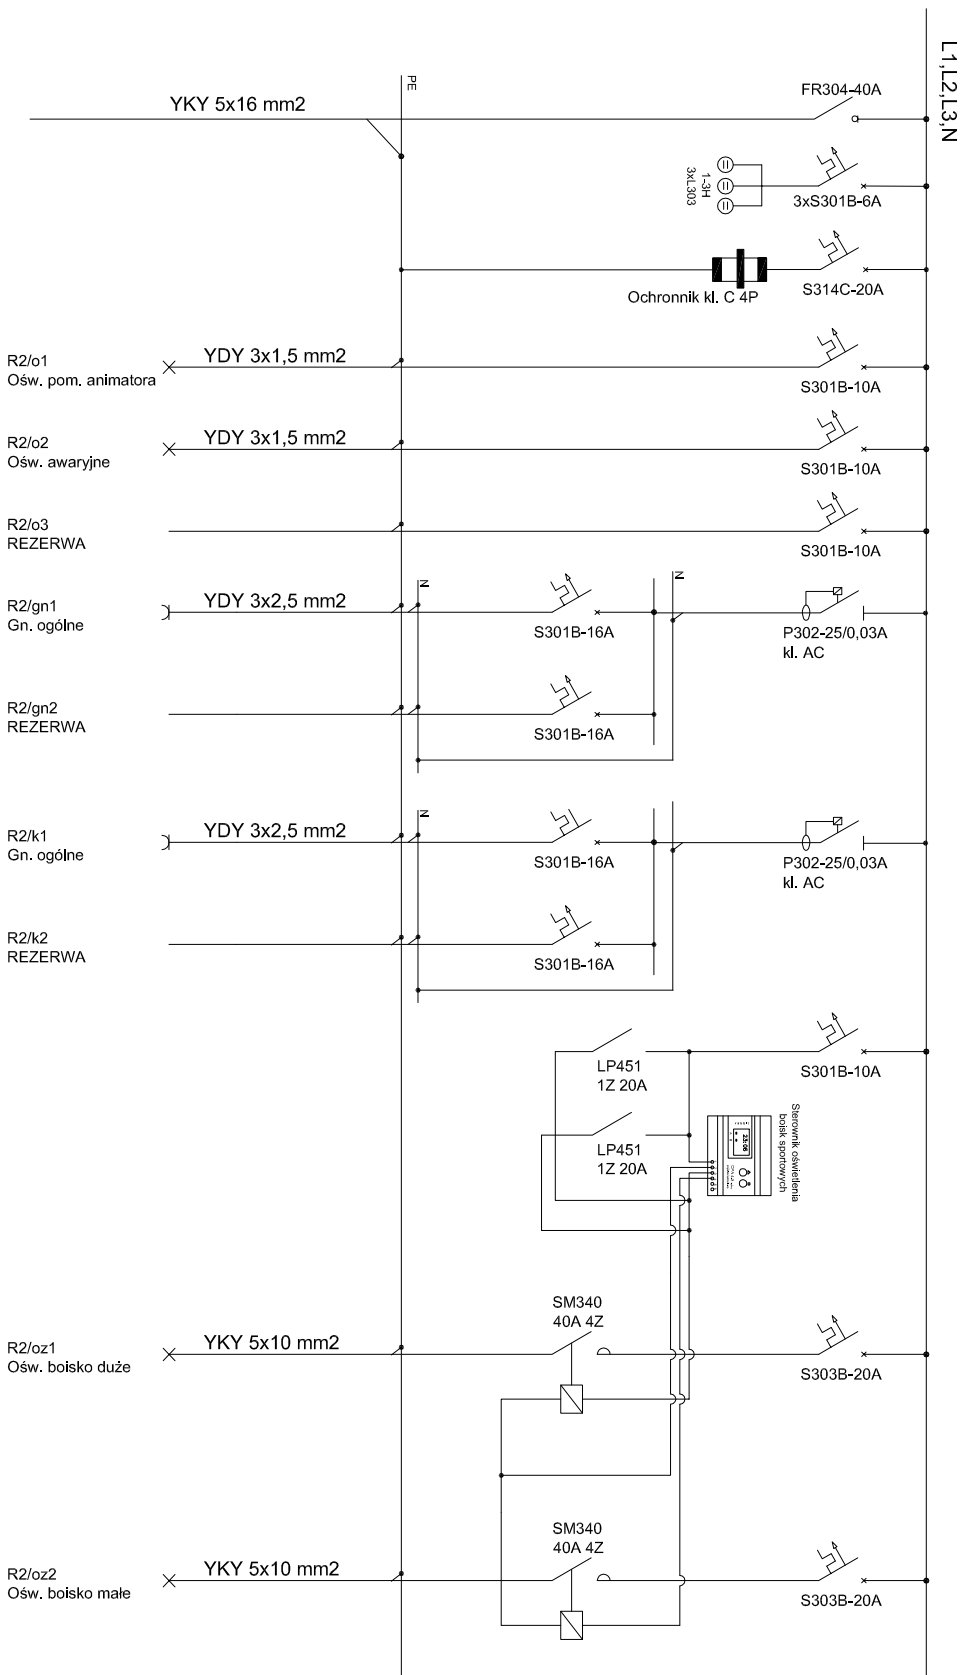 L1,L2,L3,N
PE
FR304-40A
YKY 5x16 mm2
1-3H
3xL303
3xS301B-6A
Ochronnik kl. C 4P
S314C-20A
R2/o1
Ośw. pom. animatora
YDY 3x1,5 mm2
S301B-10A
R2/o2
Ośw. awaryjne
YDY 3x1,5 mm2
S301B-10A
R2/o3
REZERWA
S301B-10A
N
N
R2/gn1
Gn. ogólne
YDY 3x2,5 mm2
S301B-16A
P302-25/0,03A
kl. AC
R2/gn2
REZERWA
S301B-16A
N
R2/k1
Gn. ogólne
YDY 3x2,5 mm2
S301B-16A
P302-25/0,03A
kl. AC
R2/k2
REZERWA
S301B-16A
LP451
1Z 20A
S301B-10A
LP451
1Z 20A
Sterownik oświetlenia
boisk sportowych
SM340
40A 4Z
R2/oz1
Ośw. boisko duże
YKY 5x10 mm2
S303B-20A
SM340
40A 4Z
R2/oz2
Ośw. boisko małe
YKY 5x10 mm2
S303B-20A